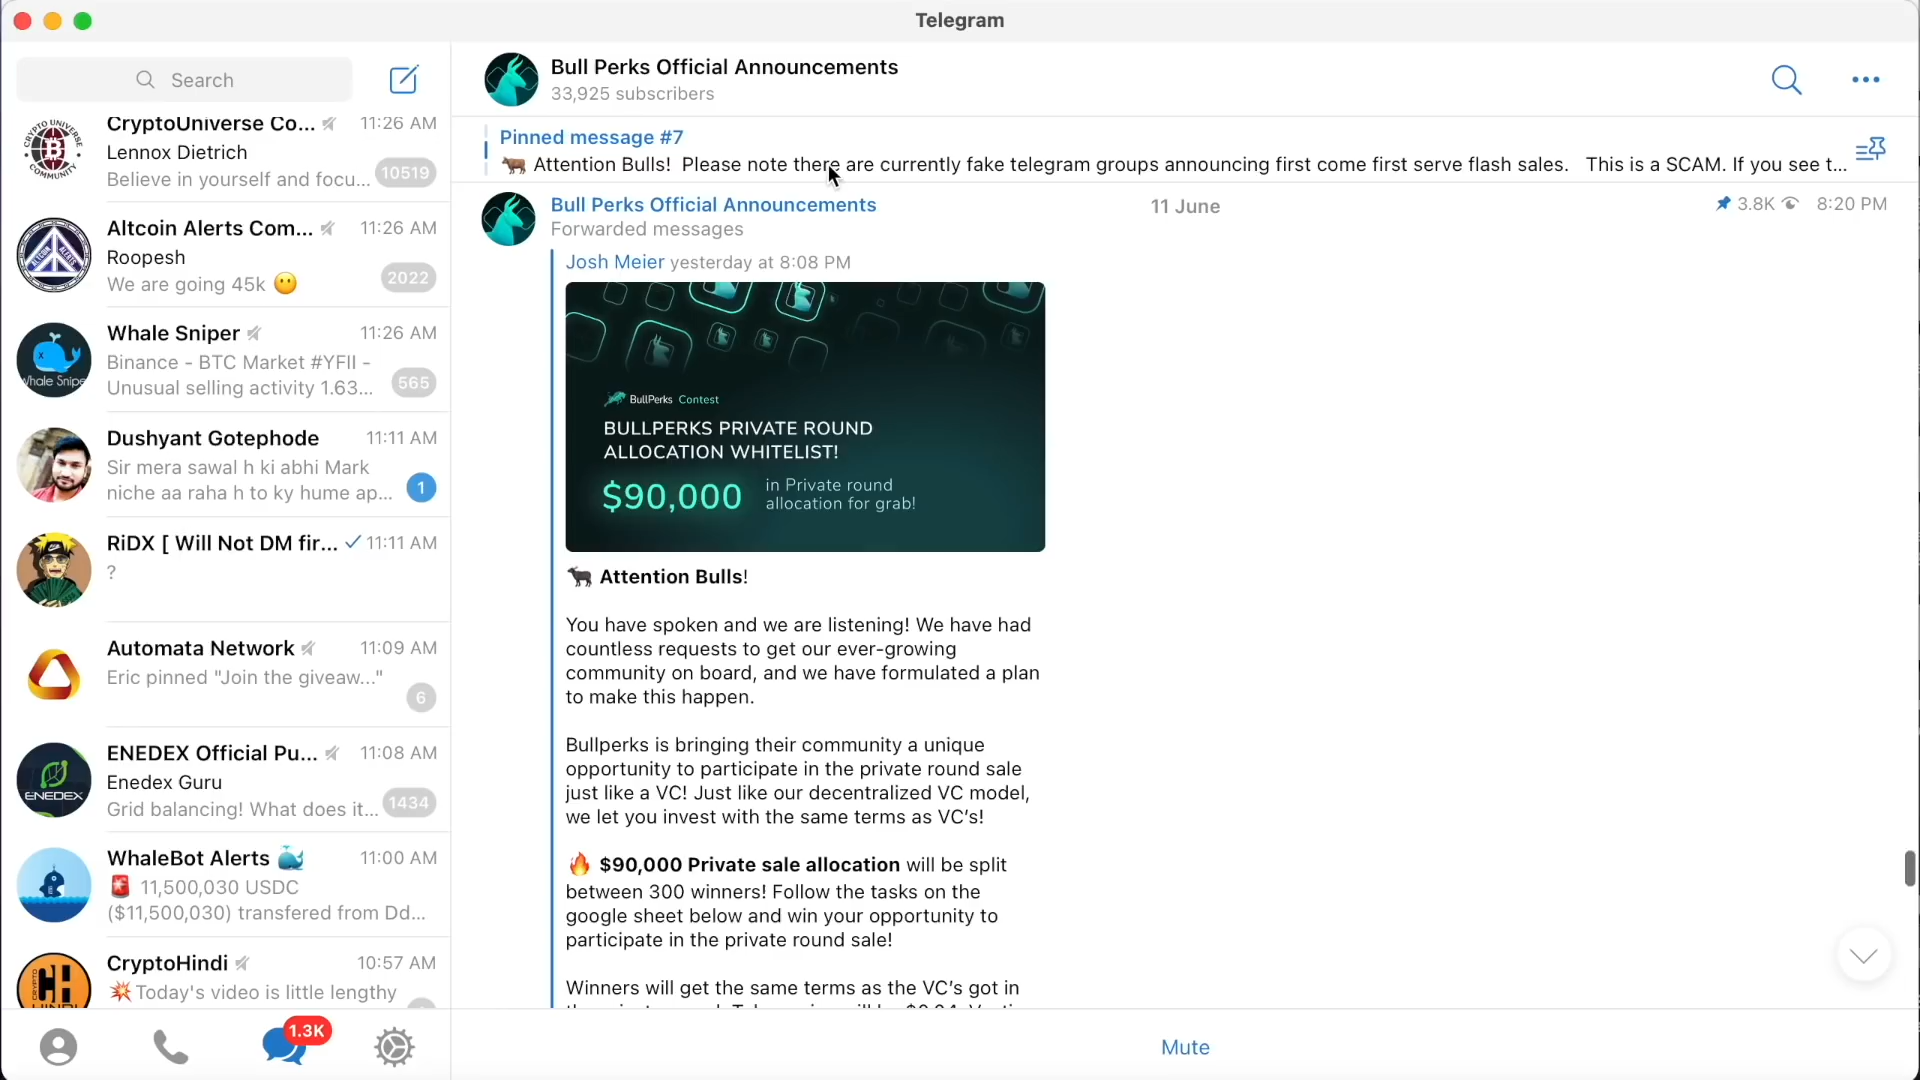 Telegram
Search
CryptoUniverse Co... 11:26 AM
Lennox Dietrich
Believe in yourself and focu... 10519
Altcoin Alerts Com... 11:26 AM
Roopesh
We are going 45k 😶 2022
Whale Sniper 11:26 AM
Binance - BTC Market #YFII -
Unusual selling activity 1.63... 565
Dushyant Gotephode 11:11 AM
Sir mera sawal h ki abhi Mark
niche aa raha h to ky hume ap... 1
RiDX [ Will Not DM fir... 11:11 AM
?
Automata Network 11:09 AM
Eric pinned "Join the giveaw..."
6
ENEDEX Official Pu... 11:08 AM
Enedex Guru
Grid balancing! What does it... 1434
WhaleBot Alerts 🐳 11:00 AM
🚨 11,500,030 USDC
($11,500,030) transfered from Dd...
CryptoHindi 10:57 AM
💥Today's video is little lengthy
1.3K
CRYPTO UNIVERSE
COMMUNITY
Whale Sniper
ENEDEX
Bull Perks Official Announcements
33,925 subscribers
Pinned message #7
🐂 Attention Bulls! Please note there are currently fake telegram groups announcing first come first serve flash sales. This is a SCAM. If you see t...
Bull Perks Official Announcements 11 June 3.8K 8:20 PM
Forwarded messages
Josh Meier yesterday at 8:08 PM
BullPerks Contest
BULLPERKS PRIVATE ROUND
ALLOCATION WHITELIST!
$90,000 in Private round
allocation for grab!
🐂 Attention Bulls!
You have spoken and we are listening! We have had
countless requests to get our ever-growing
community on board, and we have formulated a plan
to make this happen.
Bullperks is bringing their community a unique
opportunity to participate in the private round sale
just like a VC! Just like our decentralized VC model,
we let you invest with the same terms as VC's!
🔥 $90,000 Private sale allocation will be split
between 300 winners! Follow the tasks on the
google sheet below and win your opportunity to
participate in the private round sale!
Winners will get the same terms as the VC's got in
Mute